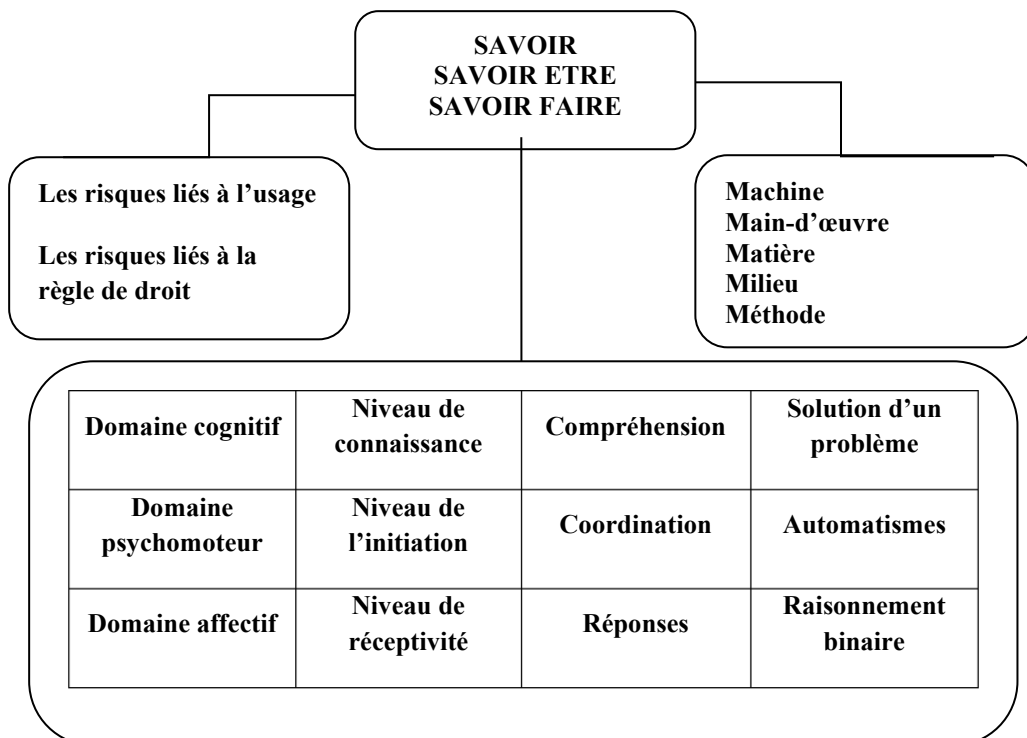 SAVOIR
SAVOIR ETRE
SAVOIR FAIRE
Les risques liés à l’usage
Les risques liés à la
règle de droit
Machine
Main-d’œuvre
Matière
Milieu
Méthode
Domaine cognitif
Niveau de
connaissance
Compréhension
Solution d’un
problème
Domaine
psychomoteur
Niveau de
l’initiation
Coordination
Automatismes
Domaine affectif
Niveau de
réceptivité
Réponses
Raisonnement
binaire